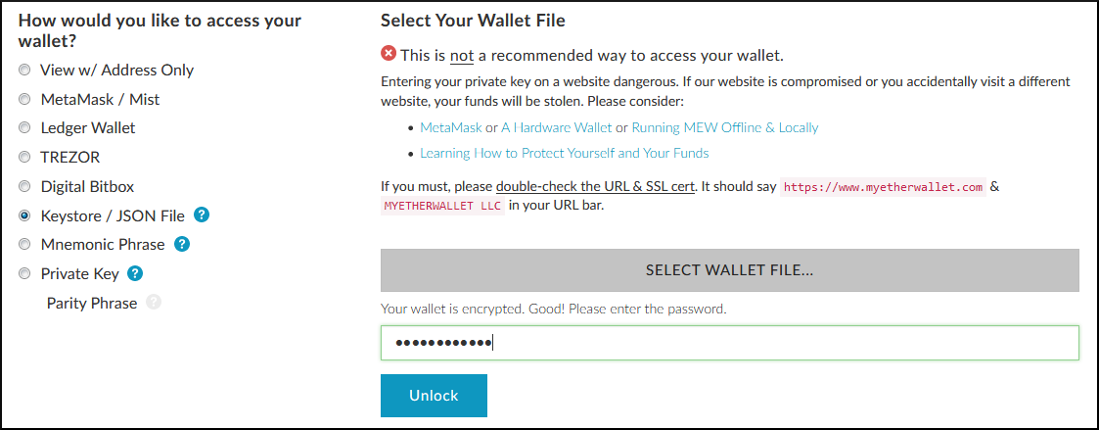 How would you like to access your
wallet?
View w/ Address Only
MetaMask / Mist
Ledger Wallet
TREZOR
Digital Bitbox
Keystore / JSON File ?
Mnemonic Phrase ?
Private Key ?
Parity Phrase ?
Select Your Wallet File
This is not a recommended way to access your wallet.
Entering your private key on a website dangerous. If our website is compromised or you accidentally visit a different
website, your funds will be stolen. Please consider:
• MetaMask or A Hardware Wallet or Running MEW Offline & Locally
• Learning How to Protect Yourself and Your Funds
If you must, please double-check the URL & SSL cert. It should say https://www.myetherwallet.com &
MYETHERWALLET LLC in your URL bar.
SELECT WALLET FILE...
Your wallet is encrypted. Good! Please enter the password.
••••••••••••
Unlock